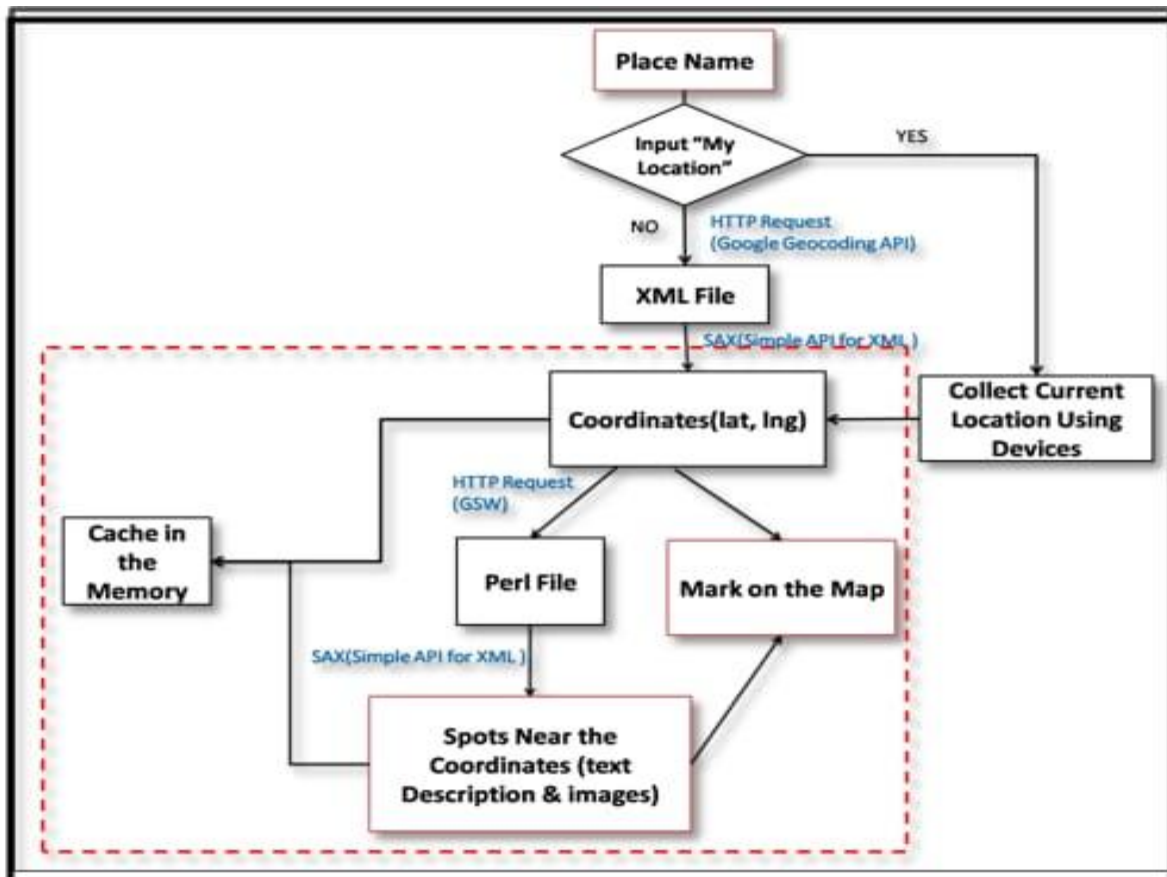 Place Name
Input "My
Location"
YES
NO
HTTP Request
(Google Geocoding API)
XML File
SAX(Simple API for XML )
Coordinates(lat, lng)
Collect Current
Location Using
Devices
HTTP Request
(GSW)
Cache in
the
Memory
Perl File
Mark on the Map
SAX(Simple API for XML )
Spots Near the
Coordinates (text
Description & images)